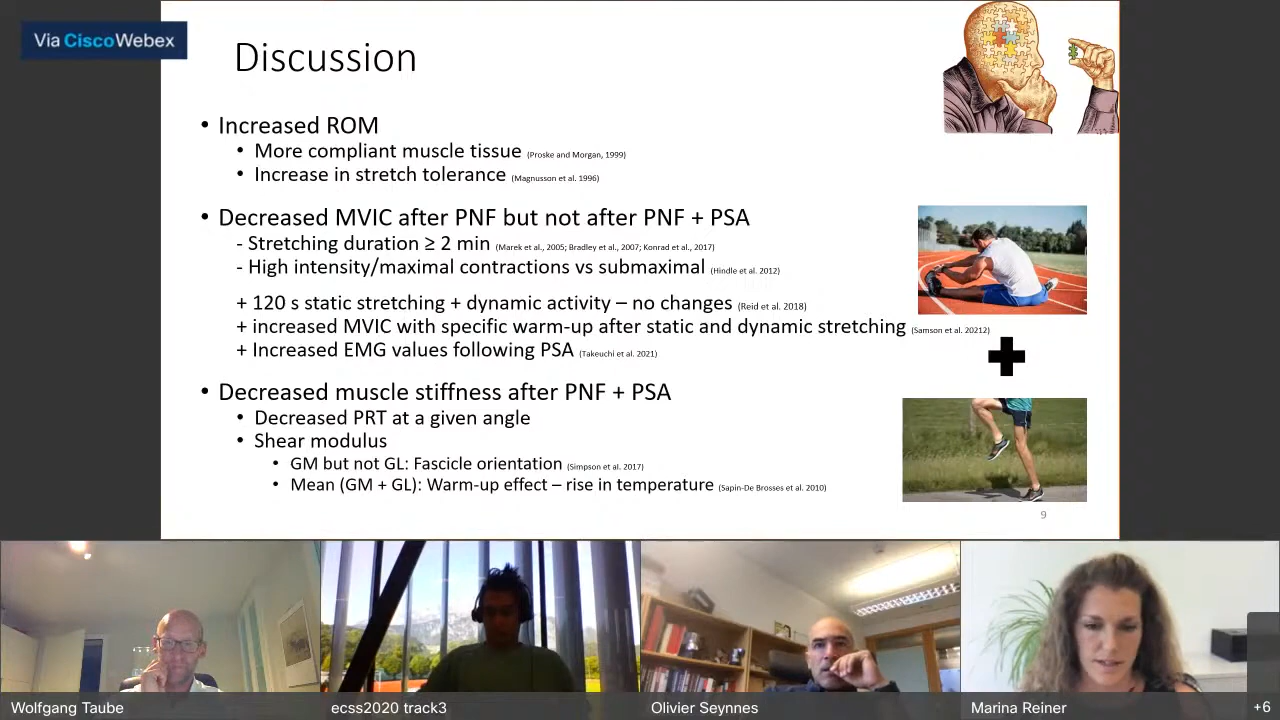 Via CiscoWebex
Discussion
• Increased ROM
• More compliant muscle tissue (Proske and Morgan, 1999)
• Increase in stretch tolerance (Magnusson et al. 1996)
• Decreased MVIC after PNF but not after PNF + PSA
- Stretching duration ≥ 2 min (Marek et al., 2005; Bradley et al., 2007; Konrad et al., 2017)
- High intensity/maximal contractions vs submaximal (Hindle et al. 2012)
+ 120 s static stretching + dynamic activity – no changes (Reid et al. 2018)
+ increased MVIC with specific warm-up after static and dynamic stretching (Samson et al. 20212)
+ Increased EMG values following PSA (Takeuchi et al. 2021)
• Decreased muscle stiffness after PNF + PSA
• Decreased PRT at a given angle
• Shear modulus
• GM but not GL: Fascicle orientation (Simpson et al. 2017)
• Mean (GM + GL): Warm-up effect – rise in temperature (Sapin-De Brosses et al. 2010)
9
Wolfgang Taube
ecss2020 track3
Olivier Seynnes
Marina Reiner
+6